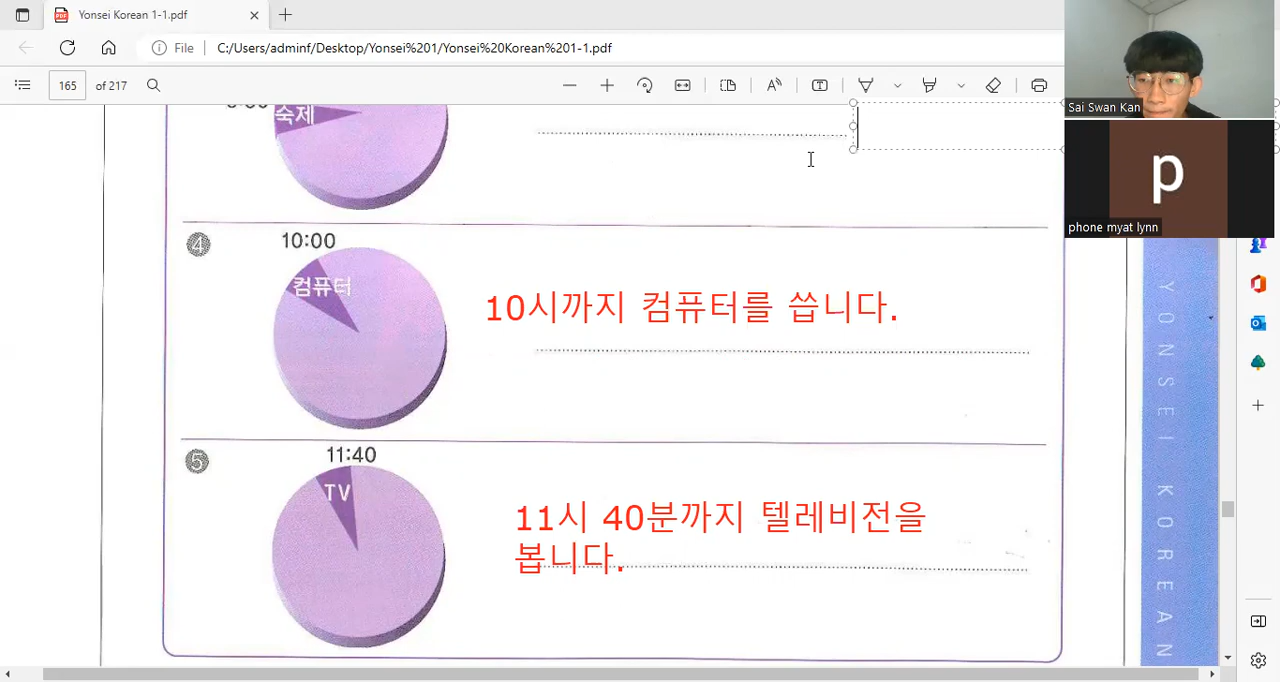 Yonsei Korean 1-1.pdf
File
C:/Users/adminf/Desktop/Yonsei%201/Yonsei%20Korean%201-1.pdf
165 of 217
Sai Swan Kan
p
phone myat lynn
숙제
④ 10:00
컴퓨터
10시까지 컴퓨터를 씁니다.
⑤ 11:40
TV
11시 40분까지 텔레비전을
봅니다.
YONSEI KOREAN